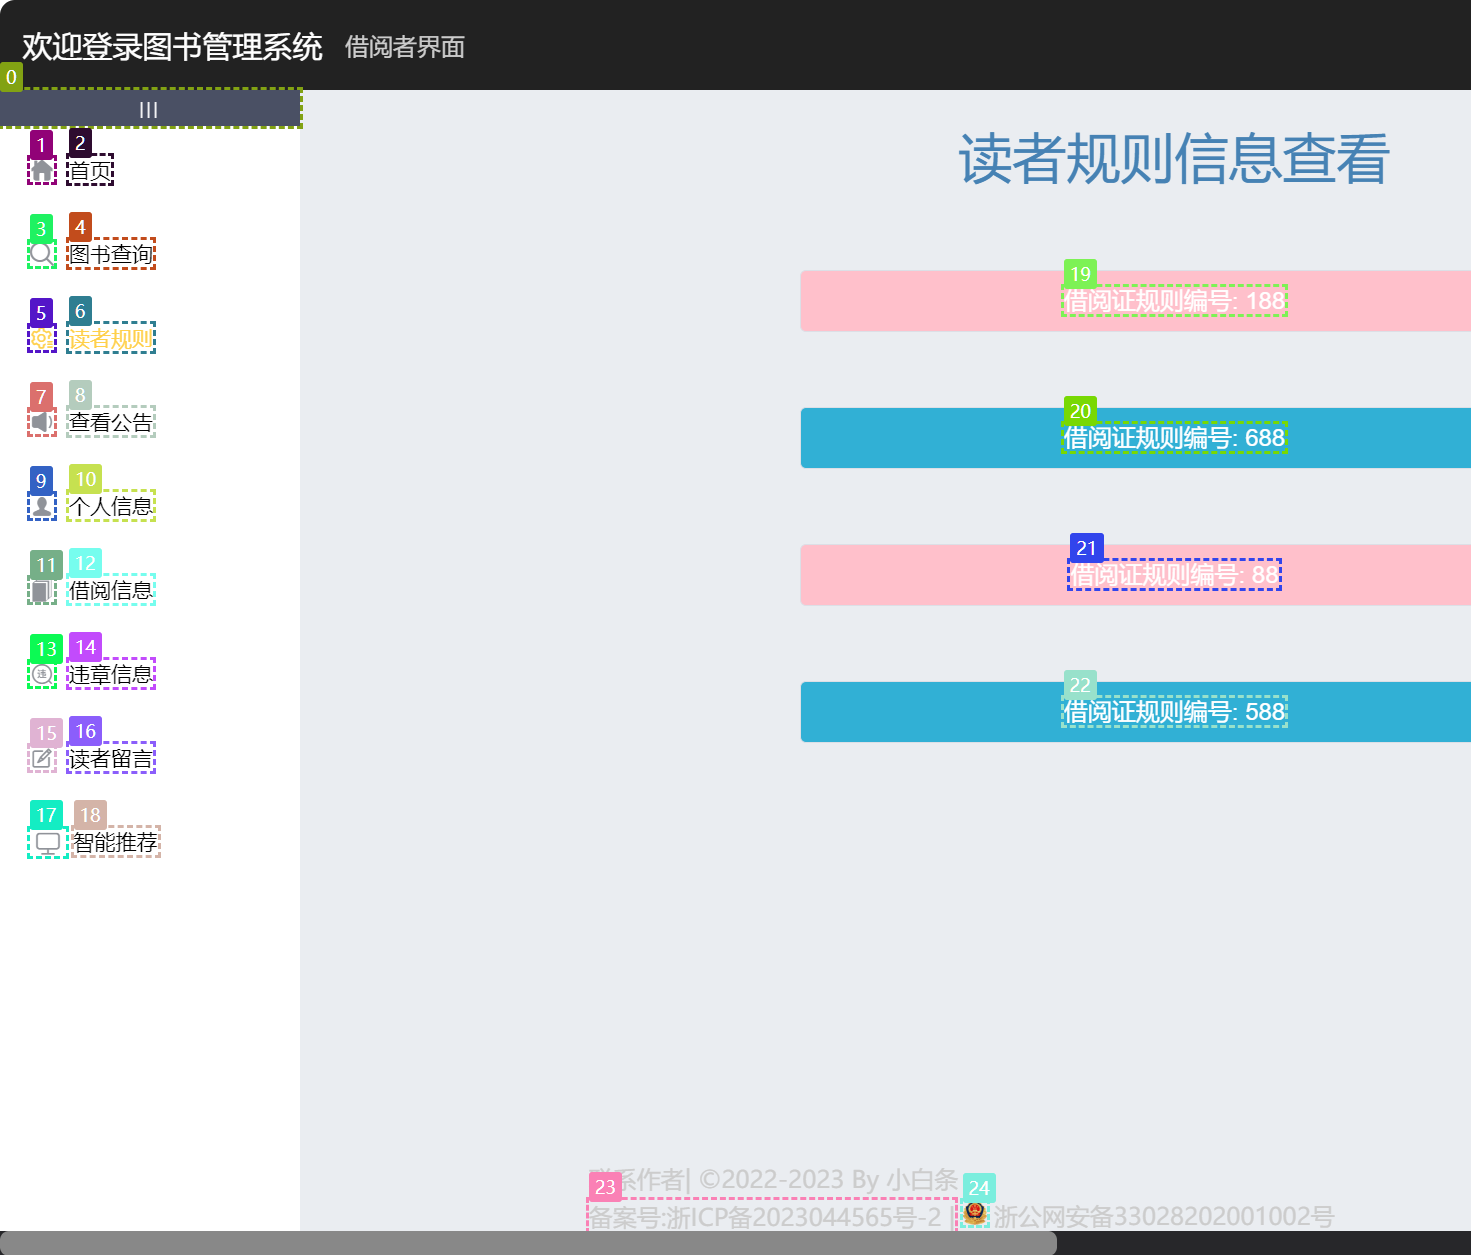 欢迎登录图书管理系统 借阅者界面
0
|||
1 2
首页
3 4
图书查询
5 6
读者规则
7 8
查看公告
9 10
个人信息
11 12
借阅信息
13 14
违章信息
15 16
读者留言
17 18
智能推荐
读者规则信息查看
19
借阅证规则编号: 188
20
借阅证规则编号: 688
21
借阅证规则编号: 88
22
借阅证规则编号: 588
系作者| ©2022-2023 By 小白条
23 24
备案号:浙ICP备2023044565号-2 | 浙公网安备33028202001002号